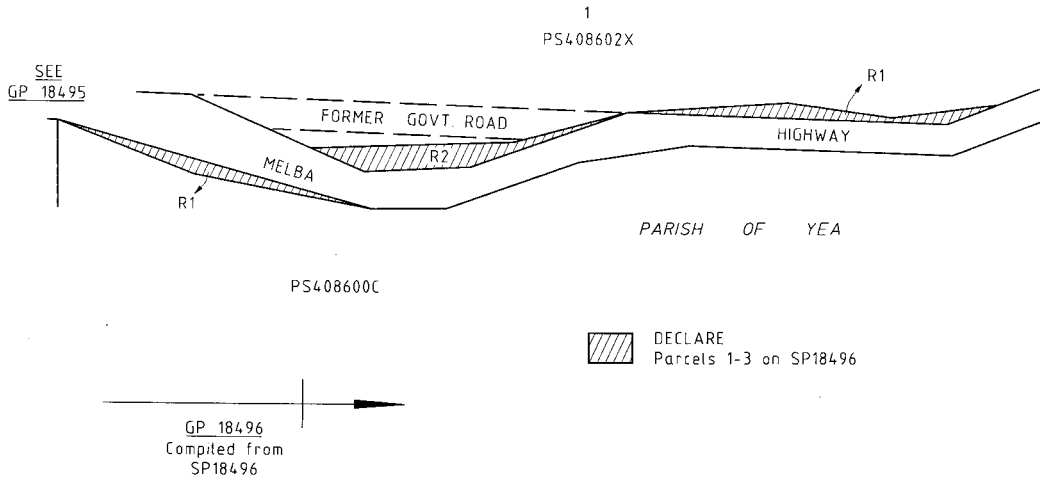 1
PS408602X
SEE
GP 18495
R1
FORMER GOVT. ROAD
HIGHWAY
R2
MELBA
R1
PARISH OF YEA
PS408600C
DECLARE
Parcels 1-3 on SP18496
GP 18496
Compiled from
SP18496